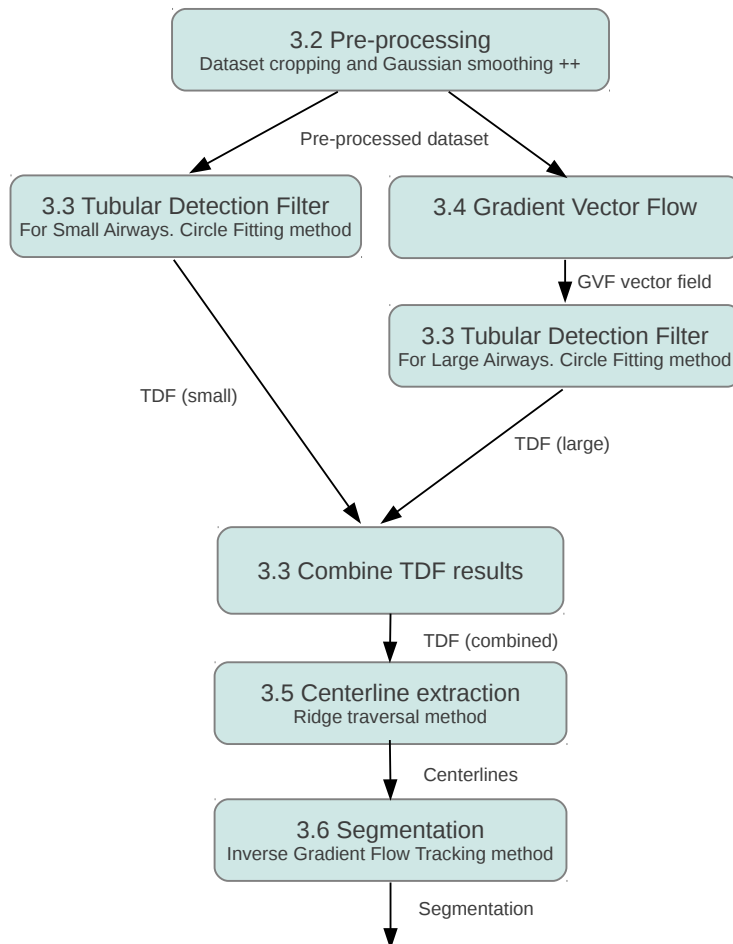 3.2 Pre-processing
Dataset cropping and Gaussian smoothing ++
Pre-processed dataset
3.3 Tubular Detection Filter
For Small Airways. Circle Fitting method
3.4 Gradient Vector Flow
GVF vector field
3.3 Tubular Detection Filter
For Large Airways. Circle Fitting method
TDF (small)
TDF (large)
3.3 Combine TDF results
TDF (combined)
3.5 Centerline extraction
Ridge traversal method
Centerlines
3.6 Segmentation
Inverse Gradient Flow Tracking method
Segmentation